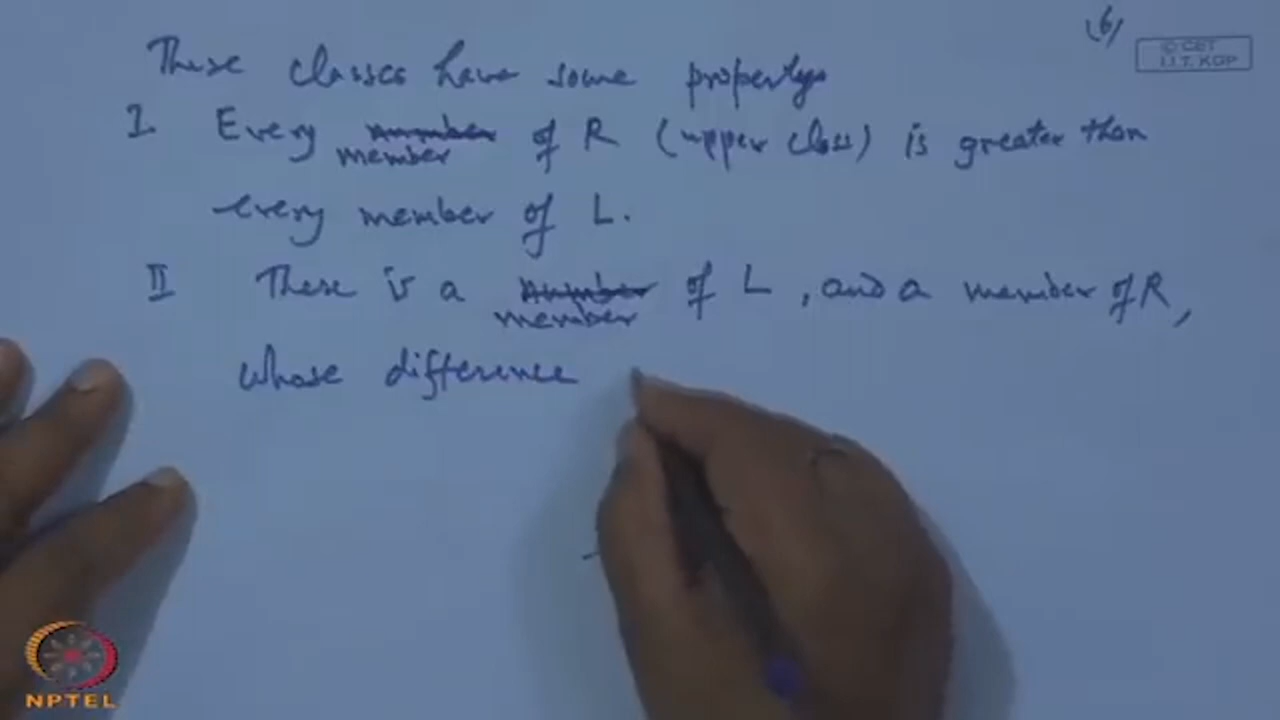 (6)
© CET
I.I.T. KGP
These classes have some property
I. Every member of R (upper class) is greater than
every member of L.
II There is a member of L, and a member of R,
whose difference
NPTEL